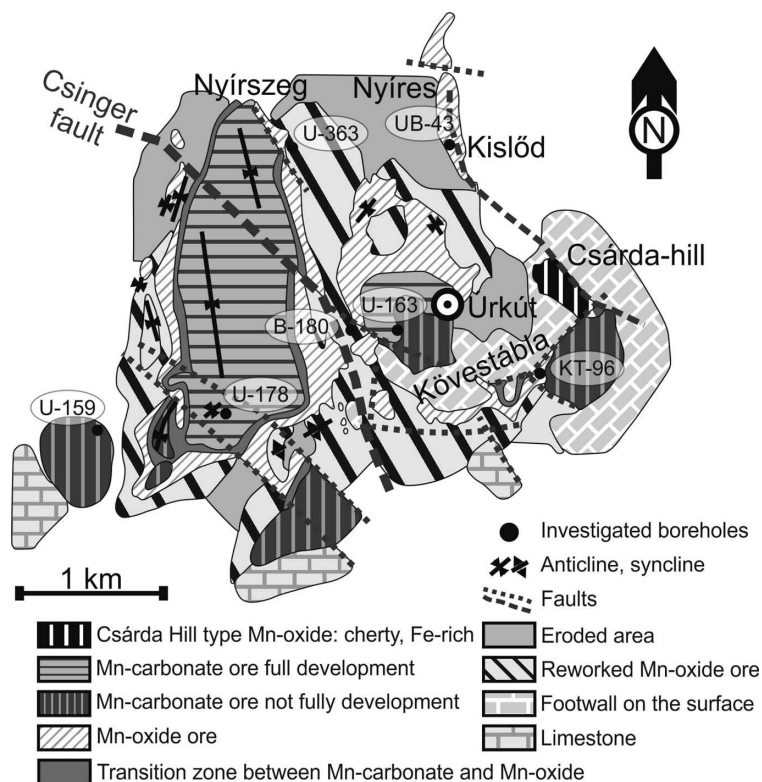 Csinger
fault
Nyírszeg
Nyíres
U-363
UB-43
Kislőd
N
Csárda-hill
U-163
Úrkút
B-180
Kövestábla
KT-96
U-178
U-159
1 km
Investigated boreholes
Anticline, syncline
Faults
Csárda Hill type Mn-oxide: cherty, Fe-rich
Mn-carbonate ore full development
Mn-carbonate ore not fully development
Mn-oxide ore
Transition zone between Mn-carbonate and Mn-oxide
Eroded area
Reworked Mn-oxide ore
Footwall on the surface
Limestone